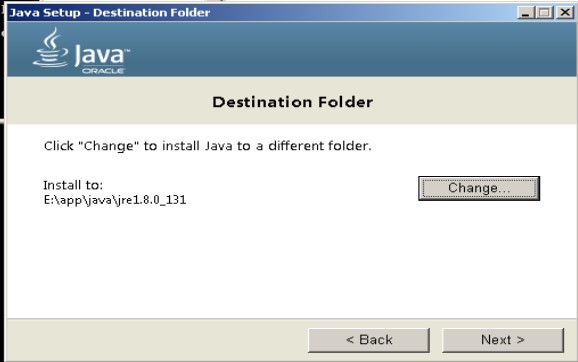 Java Setup - Destination Folder
Java™
ORACLE
Destination Folder
Click "Change" to install Java to a different folder.
Install to:
Change...
E:\app\java\jre1.8.0_131
< Back
Next >